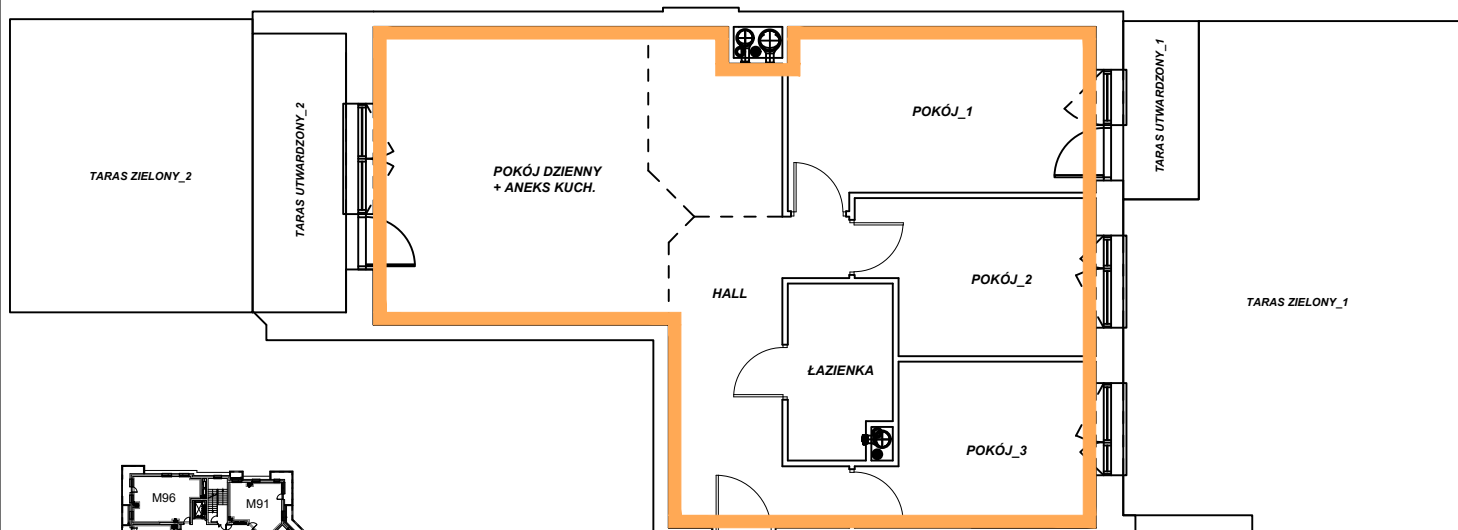 TARAS ZIELONY_2
TARAS UTWARDZONY_2
POKÓJ DZIENNY
+ ANEKS KUCH.
POKÓJ_1
TARAS UTWARDZONY_1
HALL
POKÓJ_2
TARAS ZIELONY_1
ŁAZIENKA
POKÓJ_3
M96
M91